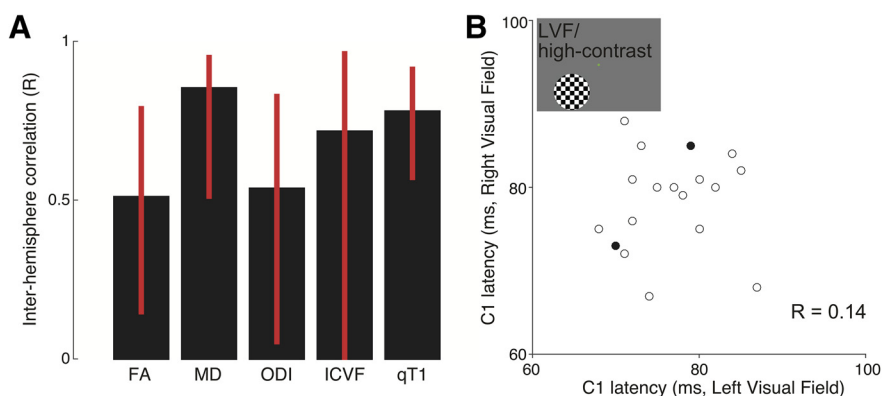 A
Inter-hemisphere correlation (R)
1
0.5
0
FA MD ODI ICVF qT1
B
C1 latency (ms, Right Visual Field)
100
80
60
LVF/
high-contrast
R = 0.14
60 80 100
C1 latency (ms, Left Visual Field)